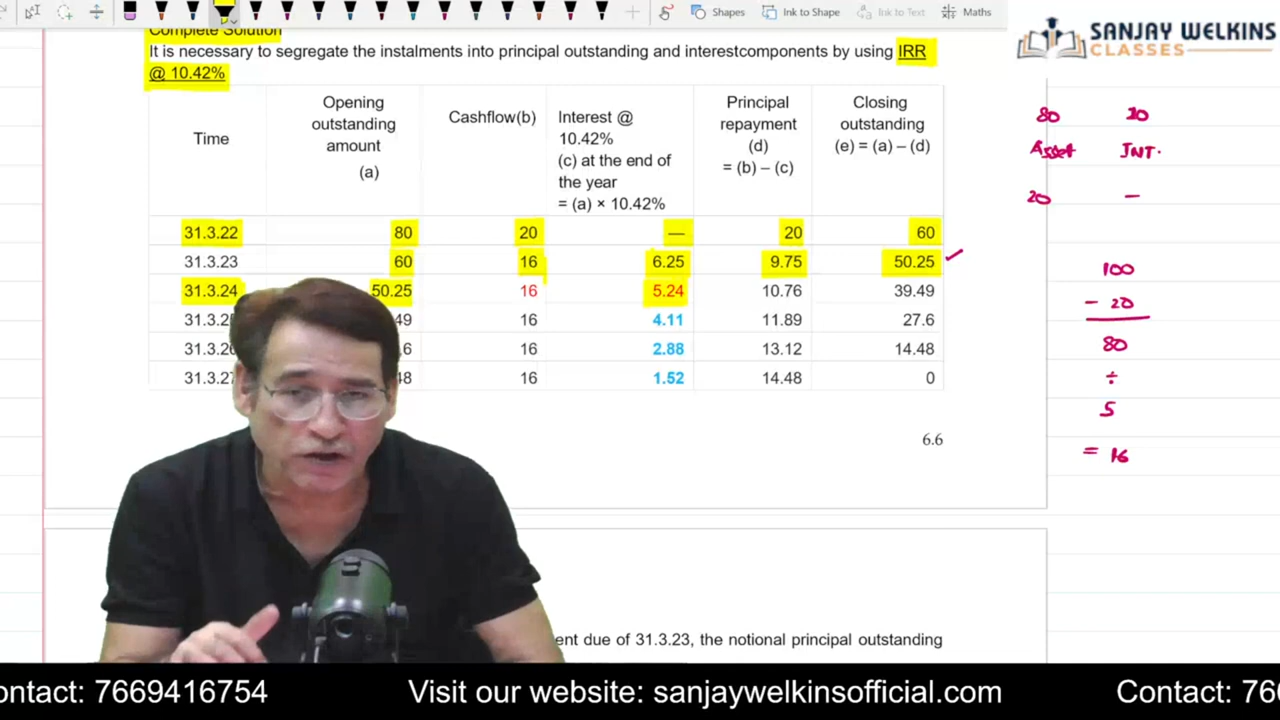 Shapes Ink to Shape Ink to Text Maths
SANJAY WELKINS
CLASSES
Complete Solution
It is necessary to segregate the instalments into principal outstanding and interestcomponents by using IRR
@ 10.42%
Time
Opening
outstanding
amount
(a)
Cashflow(b)
Interest @
10.42%
(c) at the end of
the year
= (a) × 10.42%
Principal
repayment
(d)
= (b) – (c)
Closing
outstanding
(e) = (a) – (d)
31.3.22 80 20 — 20 60
31.3.23 60 16 6.25 9.75 50.25
31.3.24 50.25 16 5.24 10.76 39.49
31.3.2 49 16 4.11 11.89 27.6
31.3.2 .6 16 2.88 13.12 14.48
31.3.2 48 16 1.52 14.48 0
6.6
80
Asset INT.
20 –
100
– 20
80
÷
5
= 16
ent due of 31.3.23, the notional principal outstanding
ontact: 7669416754 Visit our website: sanjaywelkinsofficial.com Contact: 766